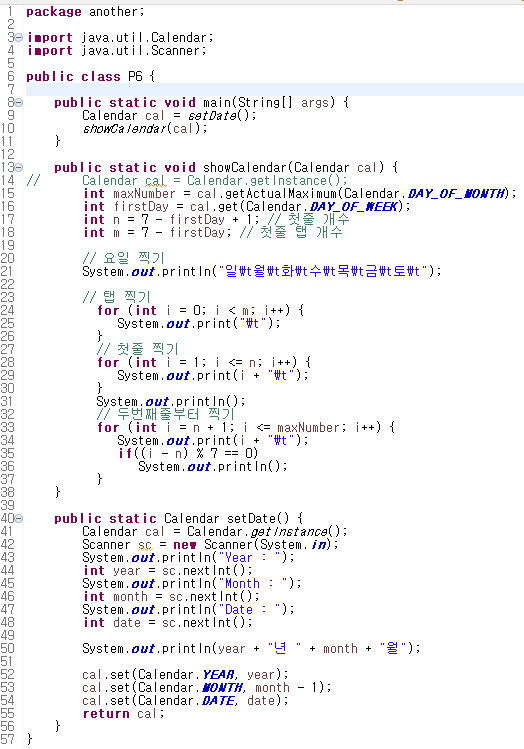 1 package another;
2
3 import java.util.Calendar;
4 import java.util.Scanner;
5
6 public class P6 {
7
8     public static void main(String[] args) {
9         Calendar cal = setDate();
10         showCalendar(cal);
11     }
12
13     public static void showCalendar(Calendar cal) {
14 //      Calendar cal = Calendar.getInstance();
15         int maxNumber = cal.getActualMaximum(Calendar.DAY_OF_MONTH);
16         int firstDay = cal.get(Calendar.DAY_OF_WEEK);
17         int n = 7 - firstDay + 1; // 첫줄 개수
18         int m = 7 - firstDay; // 첫줄 탭 개수
19
20         // 요일 찍기
21         System.out.println("일₩t월₩t화₩t수₩t목₩t금₩t토₩t");
22
23         // 탭 찍기
24           for (int i = 0; i < m; i++) {
25              System.out.print("₩t");
26           }
27           // 첫줄 찍기
28           for (int i = 1; i <= n; i++) {
29              System.out.print(i + "₩t");
30           }
31           System.out.println();
32           // 두번째줄부터 찍기
33           for (int i = n + 1; i <= maxNumber; i++) {
34              System.out.print(i + "₩t");
35              if((i - n) % 7 == 0)
36                 System.out.println();
37           }
38     }
39
40     public static Calendar setDate() {
41         Calendar cal = Calendar.getInstance();
42         Scanner sc = new Scanner(System.in);
43         System.out.println("Year : ");
44         int year = sc.nextInt();
45         System.out.println("Month : ");
46         int month = sc.nextInt();
47         System.out.println("Date : ");
48         int date = sc.nextInt();
49
50         System.out.println(year + "년 " + month + "월");
51
52         cal.set(Calendar.YEAR, year);
53         cal.set(Calendar.MONTH, month - 1);
54         cal.set(Calendar.DATE, date);
55         return cal;
56     }
57 }